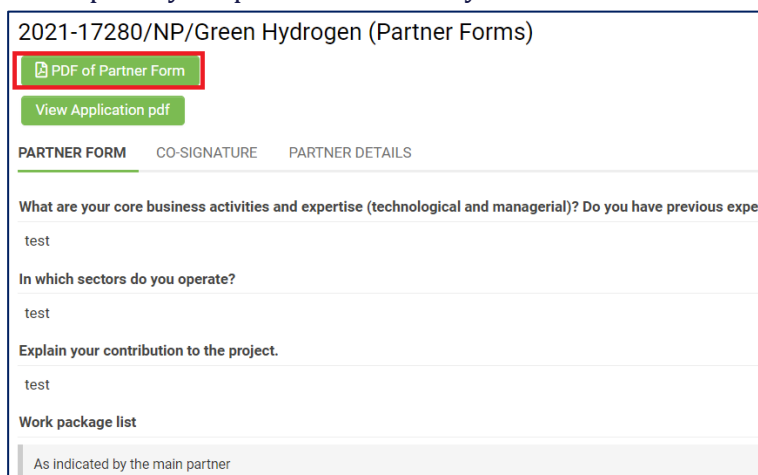 2021-17280/NP/Green Hydrogen (Partner Forms)
PDF of Partner Form
View Application pdf
PARTNER FORM CO-SIGNATURE PARTNER DETAILS
What are your core business activities and expertise (technological and managerial)? Do you have previous expe
test
In which sectors do you operate?
test
Explain your contribution to the project.
test
Work package list
As indicated by the main partner